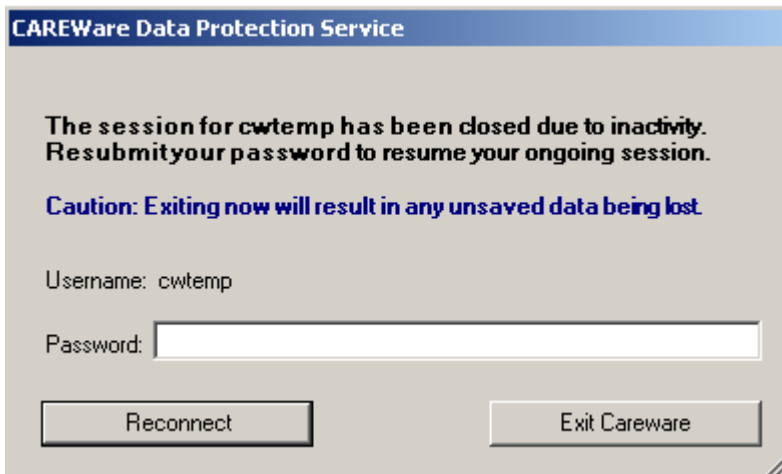 CAREWare Data Protection Service
The session for cwtemp has been closed due to inactivity.
Resubmit your password to resume your ongoing session.
Caution: Exiting now will result in any unsaved data being lost.
Username: cwtemp
Password:
Reconnect
Exit Careware